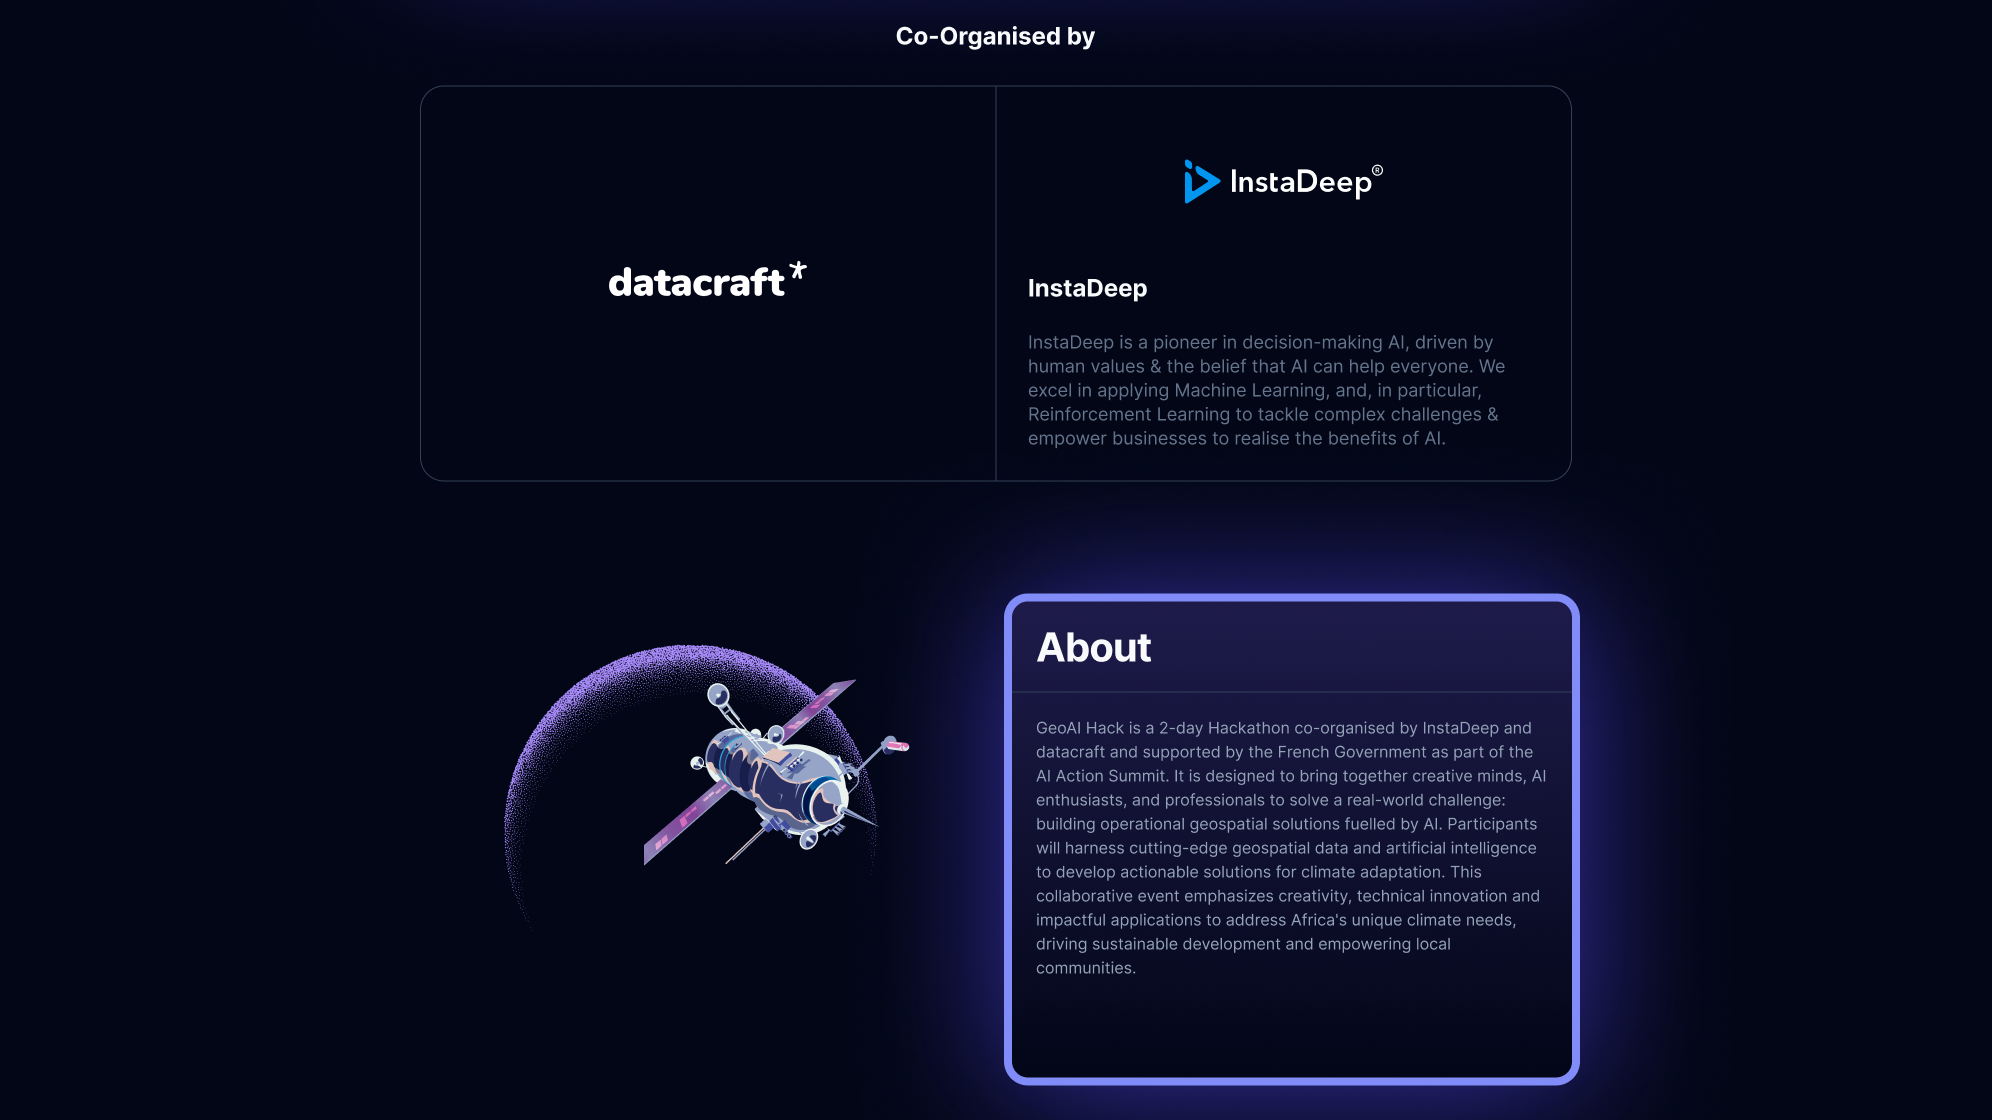 Co-Organised by
datacraft*
InstaDeep®
InstaDeep
InstaDeep is a pioneer in decision-making AI, driven by
human values & the belief that AI can help everyone. We
excel in applying Machine Learning, and, in particular,
Reinforcement Learning to tackle complex challenges &
empower businesses to realise the benefits of AI.
About
GeoAI Hack is a 2-day Hackathon co-organised by InstaDeep and
datacraft and supported by the French Government as part of the
AI Action Summit. It is designed to bring together creative minds, AI
enthusiasts, and professionals to solve a real-world challenge:
building operational geospatial solutions fuelled by AI. Participants
will harness cutting-edge geospatial data and artificial intelligence
to develop actionable solutions for climate adaptation. This
collaborative event emphasizes creativity, technical innovation and
impactful applications to address Africa's unique climate needs,
driving sustainable development and empowering local
communities.